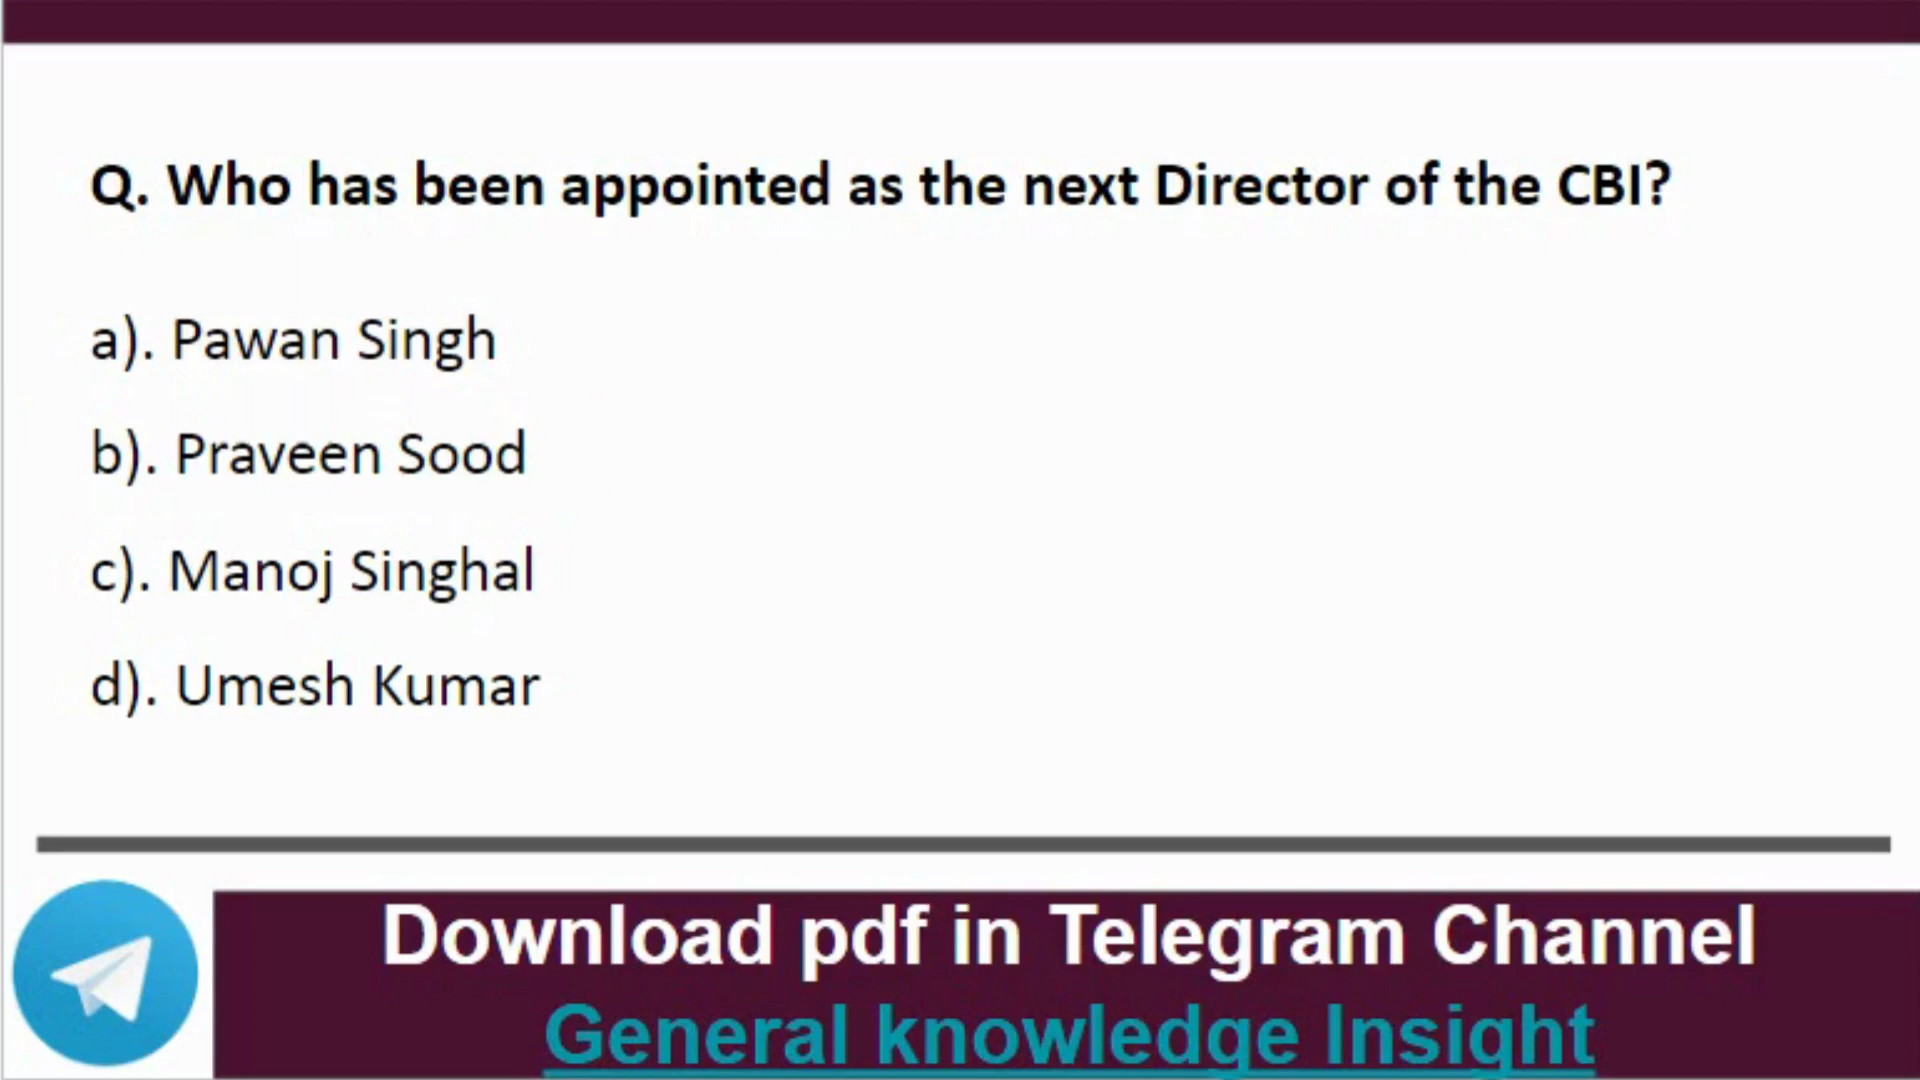 Q. Who has been appointed as the next Director of the CBI?
a). Pawan Singh
b). Praveen Sood
c). Manoj Singhal
d). Umesh Kumar
Download pdf in Telegram Channel
General knowledge Insight